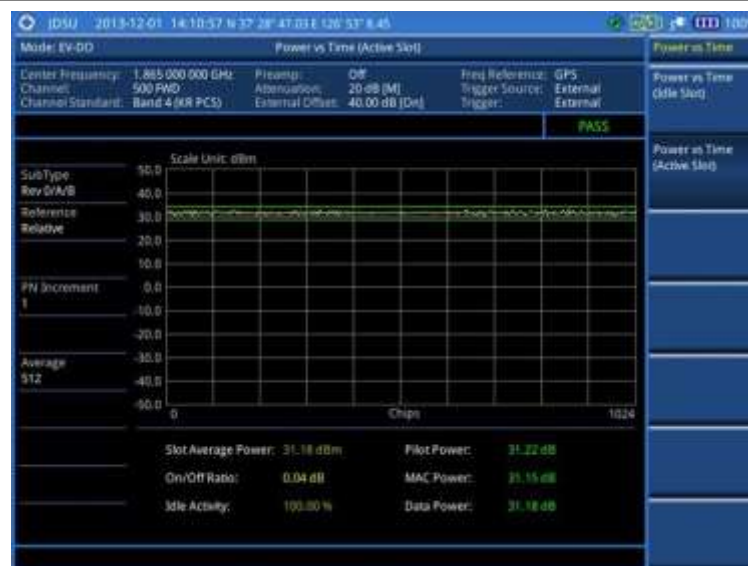 JDSU 2013-12-01 14:10:57 N 37° 28' 47.03 E 126° 53' 8.45 100
Mode: EV-DO Power vs Time (Active Slot) Power vs Time
Center Frequency: 1.865 000 000 GHz Preamp: Off Freq Reference: GPS
Channel: 500 FWD Attenuation: 20 dB [M] Trigger Source: External
Channel Standard: Band 4 (KR PCS) External Offset: 40.00 dB [On] Trigger: External
Power vs Time
(Idle Slot)
PASS
Power vs Time
(Active Slot)
Scale Unit: dBm
SubType
Rev 0/A/B
Reference
Relative
PN Increment
1
Average
512
50.0
40.0
30.0
20.0
10.0
0.0
-10.0
-20.0
-30.0
-40.0
-50.0
0 Chips 1024
Slot Average Power: 31.18 dBm Pilot Power: 31.22 dB
On/Off Ratio: 0.04 dB MAC Power: 31.15 dB
Idle Activity: 100.00 % Data Power: 31.18 dB